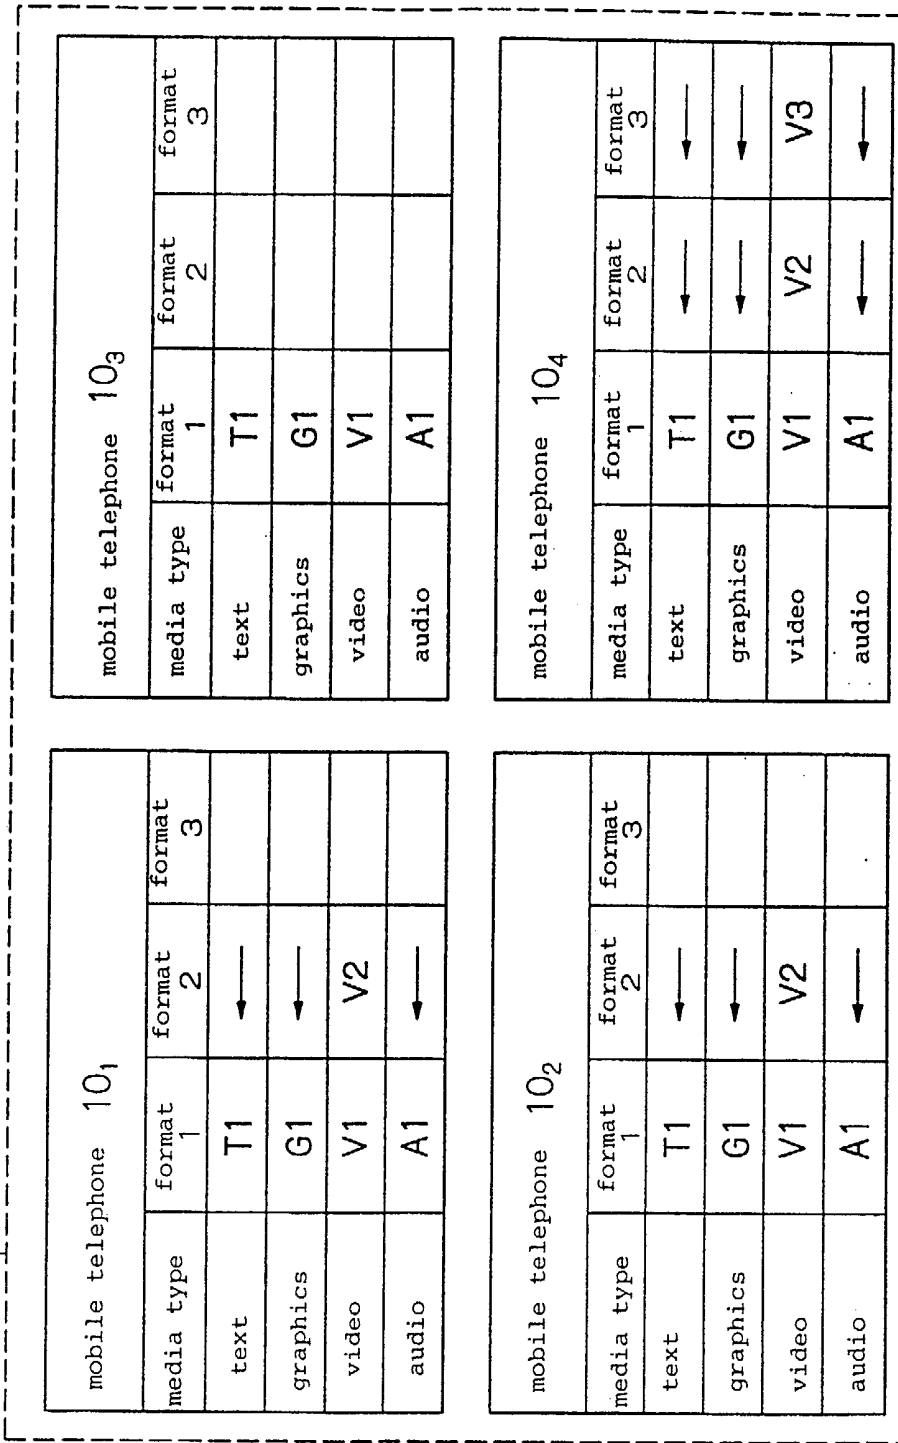 mobile telephone 10₁
media type format 1 format 2 format 3
text T1 ←
graphics G1 ←
video V1 V2
audio A1 ←
mobile telephone 10₃
media type format 1 format 2 format 3
text T1
graphics G1
video V1
audio A1
mobile telephone 10₂
media type format 1 format 2 format 3
text T1 ←
graphics G1 ←
video V1 V2
audio A1 ←
mobile telephone 10₄
media type format 1 format 2 format 3
text T1 ← ←
graphics G1 ← ←
video V1 V2 V3
audio A1 ← ←